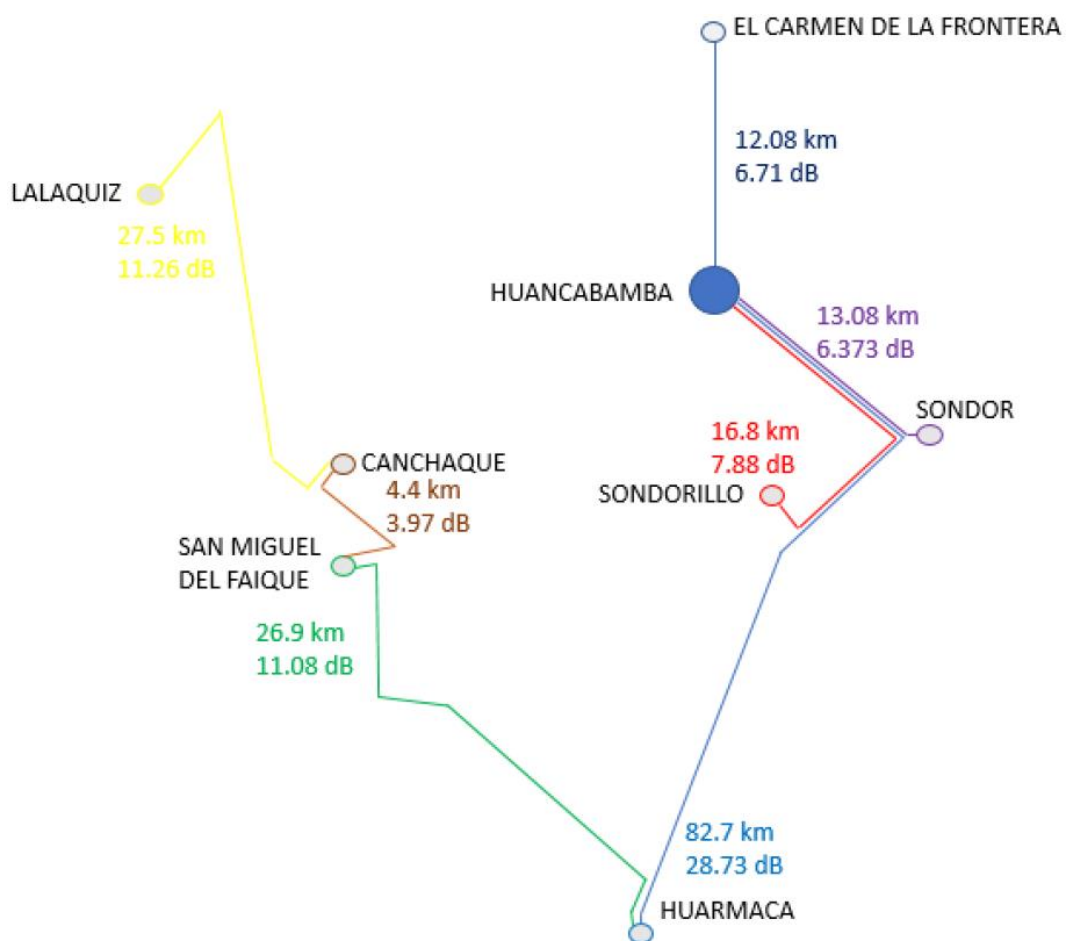 EL CARMEN DE LA FRONTERA
12.08 km
6.71 dB
LALAQUIZ
27.5 km
11.26 dB
HUANCABAMBA
13.08 km
6.373 dB
SONDOR
16.8 km
7.88 dB
SONDORILLO
CANCHAQUE
4.4 km
3.97 dB
SAN MIGUEL
DEL FAIQUE
26.9 km
11.08 dB
82.7 km
28.73 dB
HUARMACA